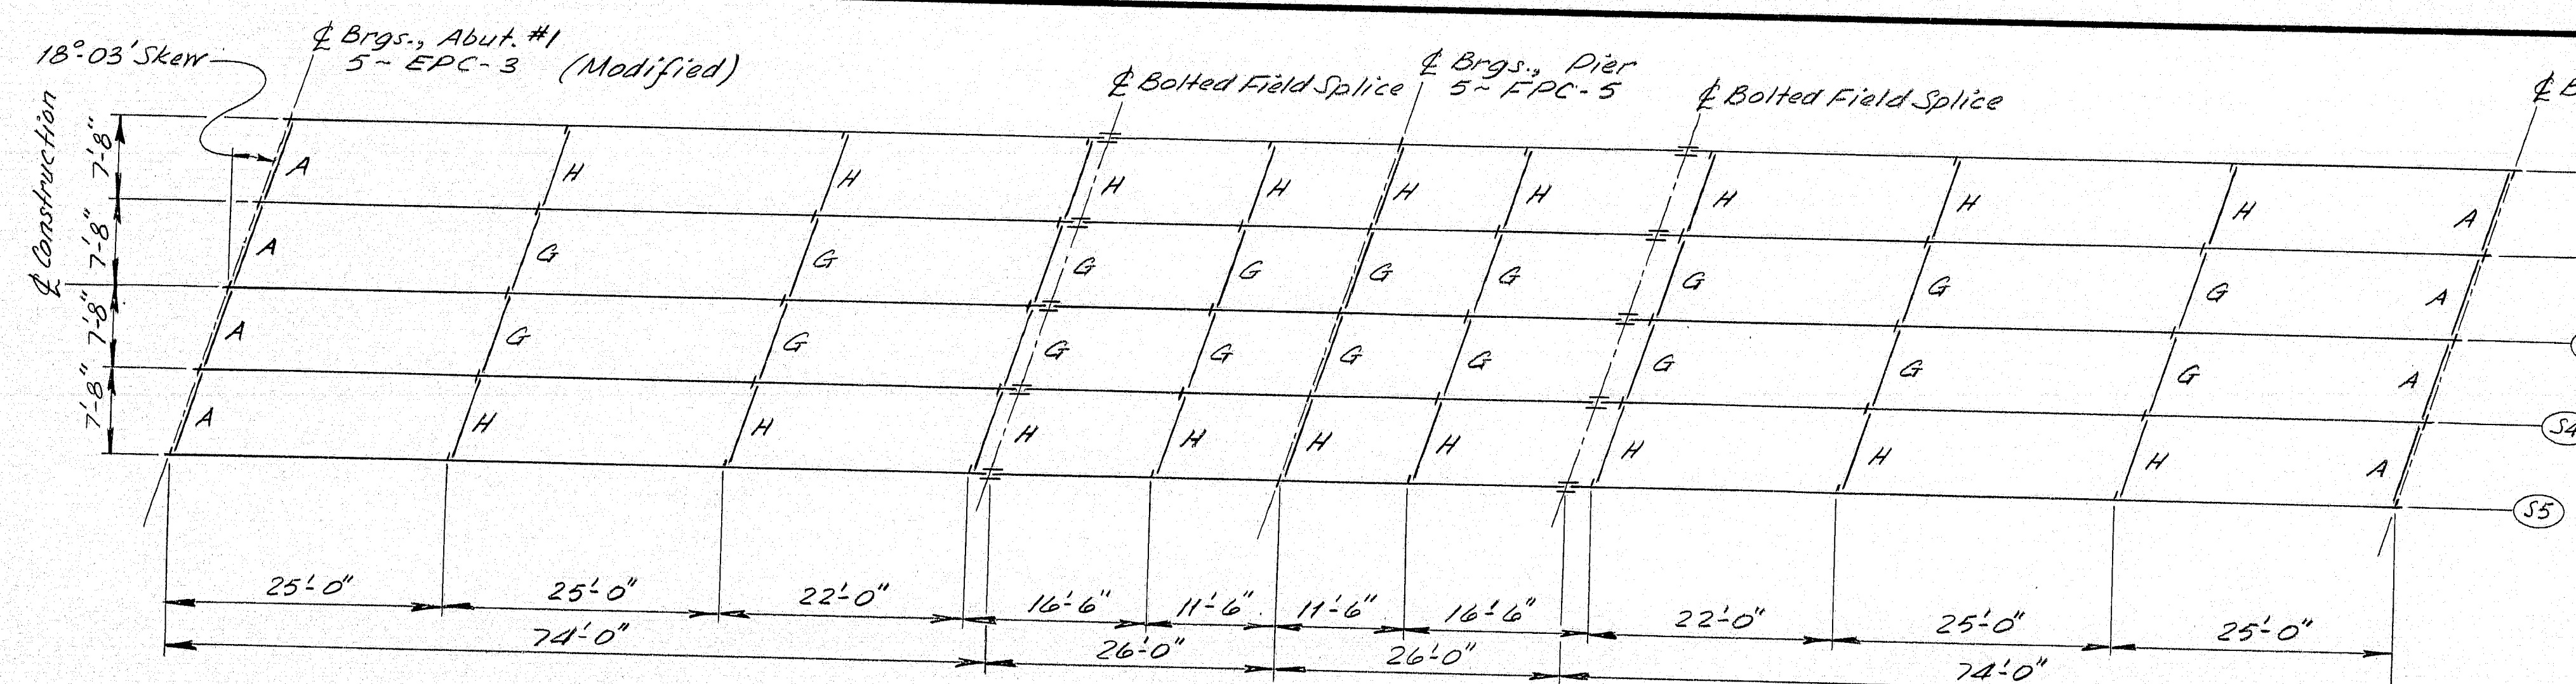 18°-03' Skew
℄ Brgs., Abut. #1
5~ EPC-3 (Modified)
℄ Bolted Field Splice
℄ Brgs., Pier
5~ FPC-5
℄ Bolted Field Splice
℄ B
℄ Construction
7'-8"
7'-8"
7'-8"
7'-8"
A H H H H H H H H H A
A G G G G G G G G G A
A G G G G G G G G G A
A H H H H H H H H H A
S4
S5
25'-0" 25'-0" 22'-0" 16'-6" 11'-6" 11'-6" 16'-6" 22'-0" 25'-0" 25'-0"
74'-0" 26'-0" 26'-0" 74'-0"